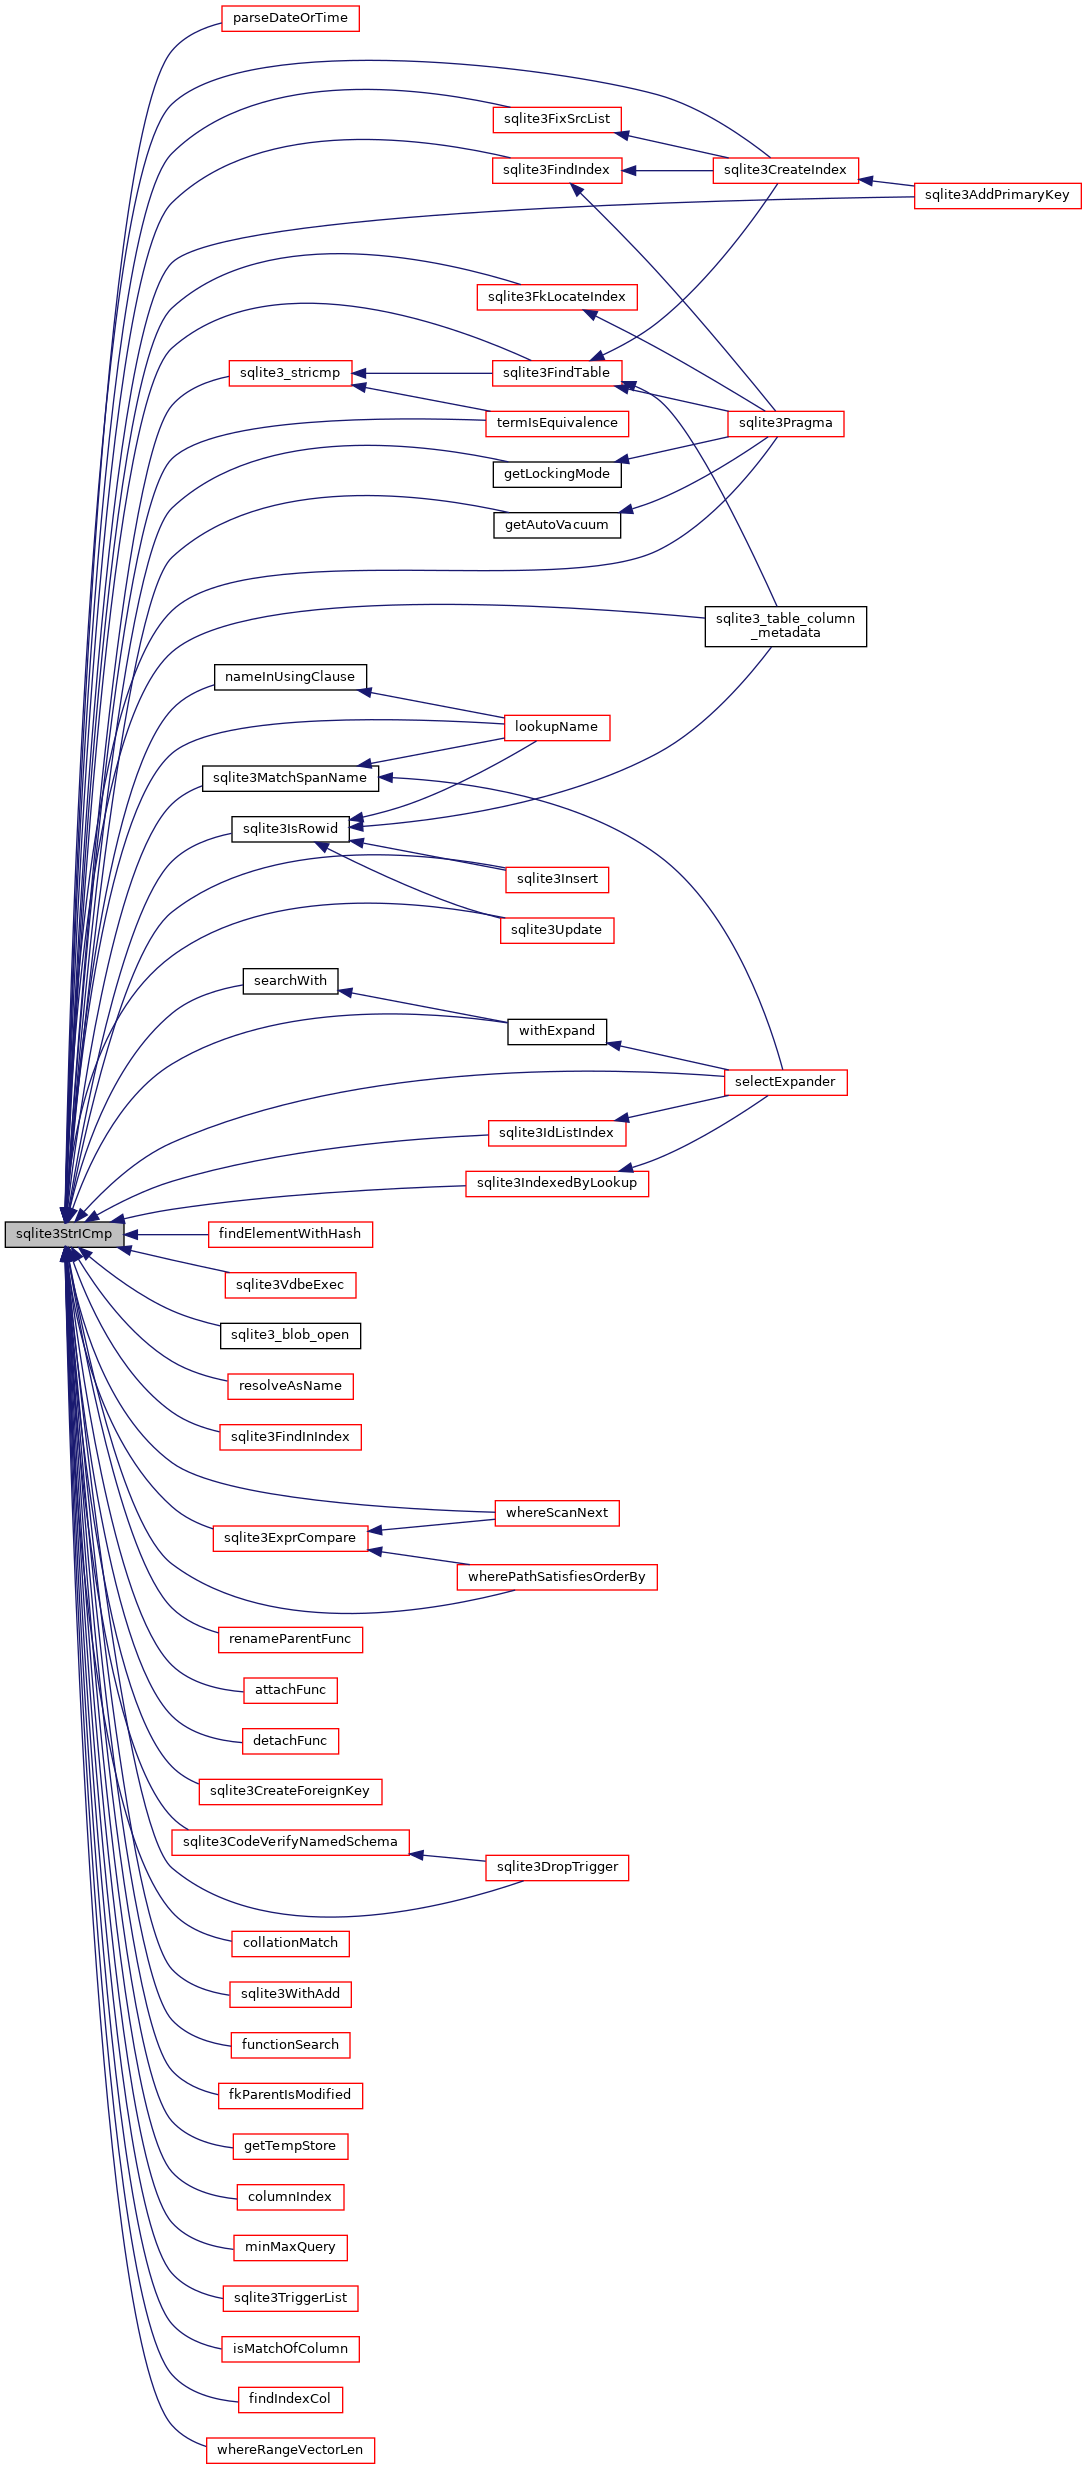 parseDateOrTime
sqlite3FixSrcList
sqlite3FindIndex
sqlite3CreateIndex
sqlite3AddPrimaryKey
sqlite3FkLocateIndex
sqlite3_stricmp
sqlite3FindTable
termIsEquivalence
sqlite3Pragma
getLockingMode
getAutoVacuum
sqlite3_table_column
_metadata
nameInUsingClause
lookupName
sqlite3MatchSpanName
sqlite3IsRowid
sqlite3Insert
sqlite3Update
searchWith
withExpand
selectExpander
sqlite3IdListIndex
sqlite3IndexedByLookup
sqlite3StrICmp
findElementWithHash
sqlite3VdbeExec
sqlite3_blob_open
resolveAsName
sqlite3FindInIndex
whereScanNext
sqlite3ExprCompare
wherePathSatisfiesOrderBy
renameParentFunc
attachFunc
detachFunc
sqlite3CreateForeignKey
sqlite3CodeVerifyNamedSchema
sqlite3DropTrigger
collationMatch
sqlite3WithAdd
functionSearch
fkParentIsModified
getTempStore
columnIndex
minMaxQuery
sqlite3TriggerList
isMatchOfColumn
findIndexCol
whereRangeVectorLen